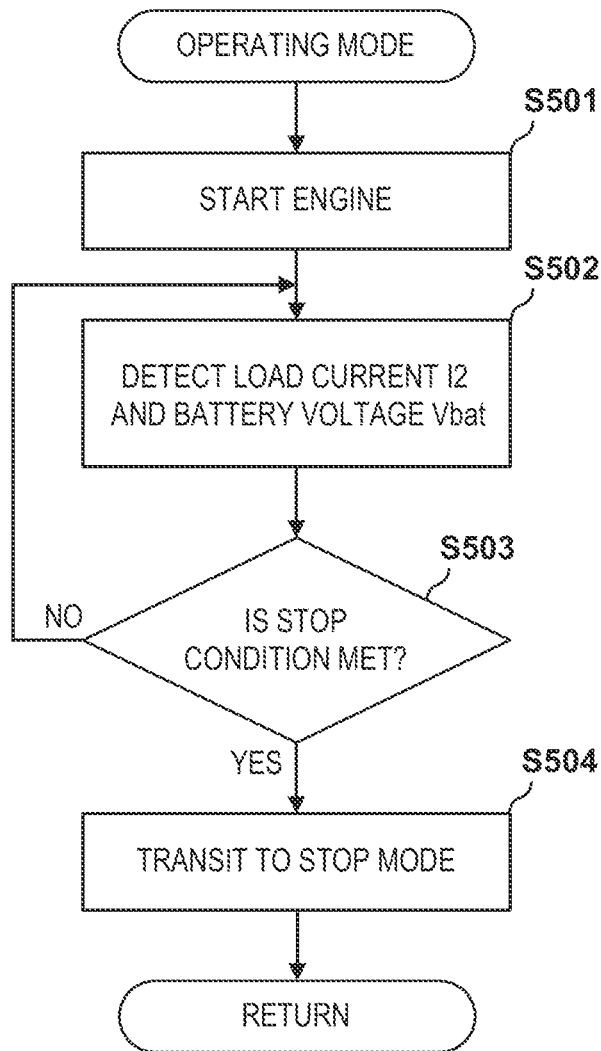 OPERATING MODE
S501
START ENGINE
S502
DETECT LOAD CURRENT I2
AND BATTERY VOLTAGE Vbat
S503
NO
IS STOP
CONDITION MET?
YES
S504
TRANSIT TO STOP MODE
RETURN